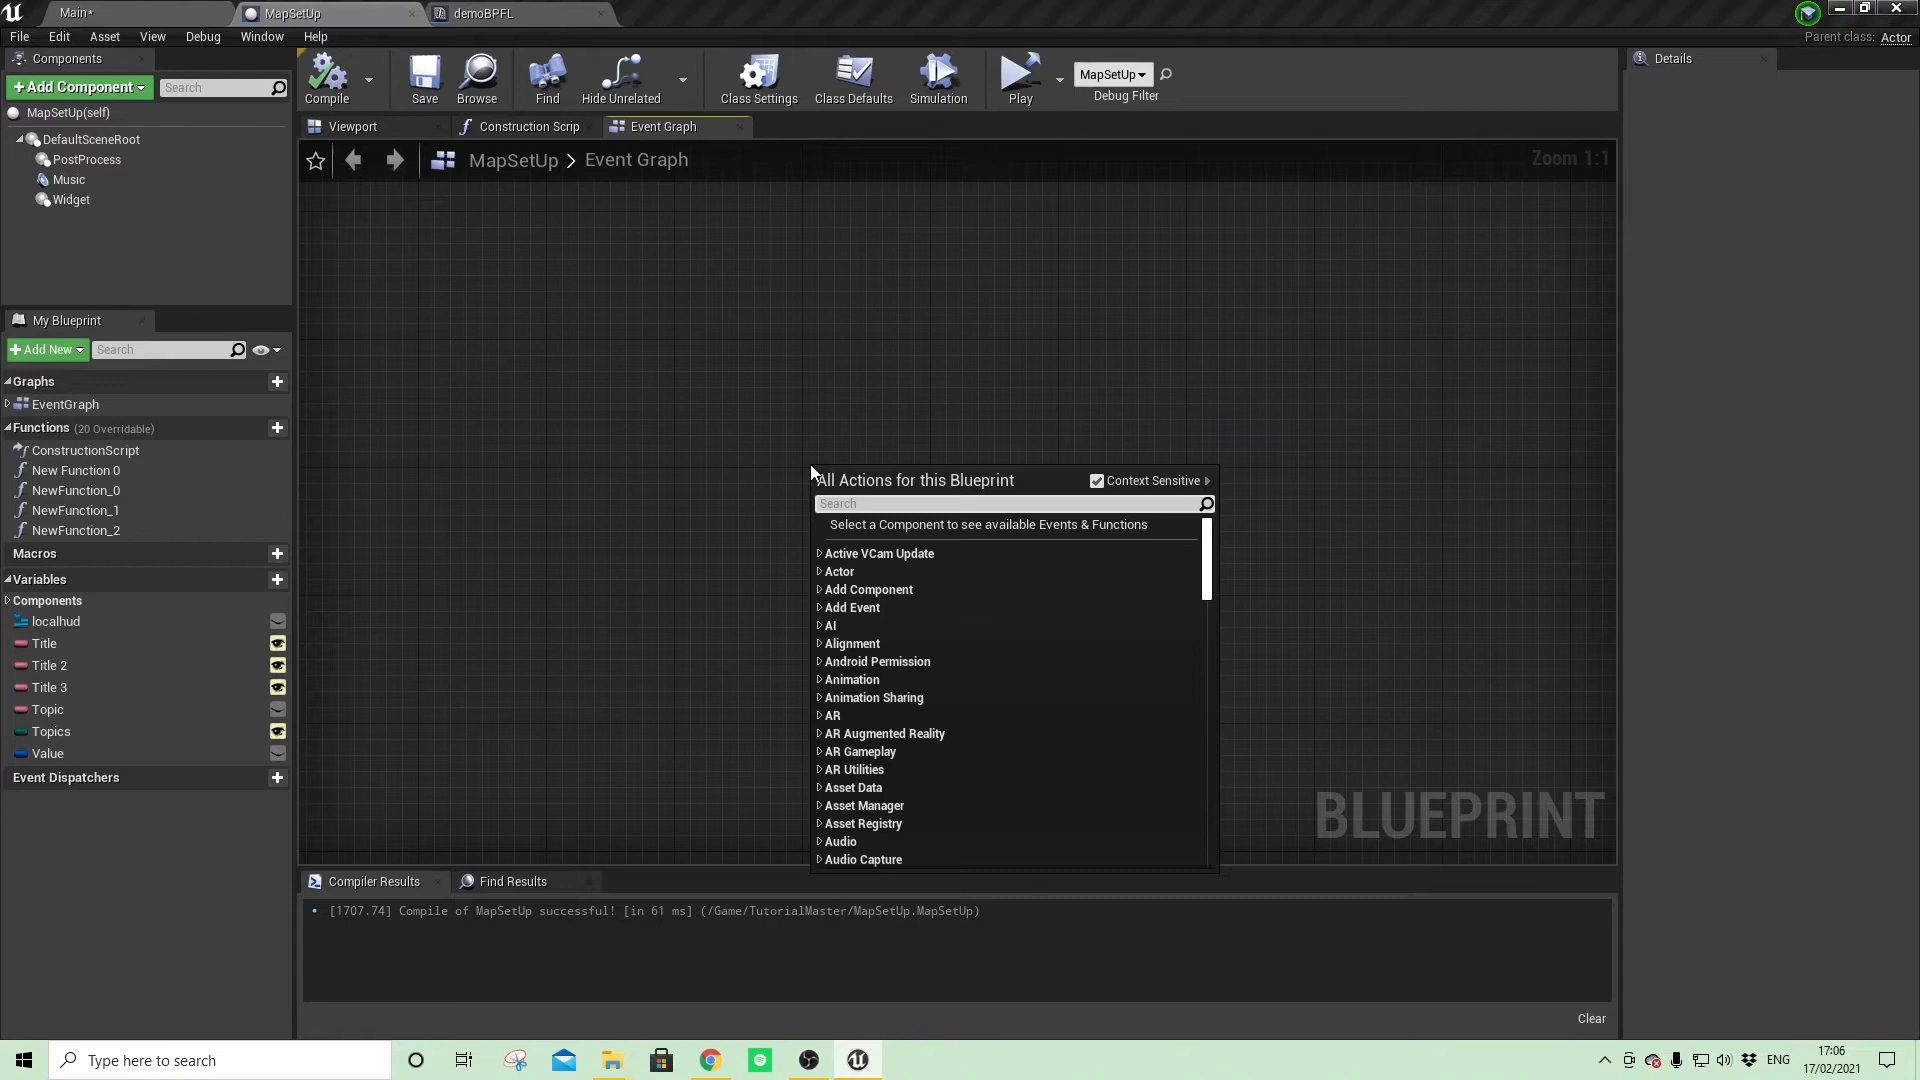 Main*
MapSetUp
demoBPFL
File Edit Asset View Debug Window Help
Parent class: Actor
Components
+ Add Component
Search
MapSetUp(self)
DefaultSceneRoot
PostProcess
Music
Widget
My Blueprint
+ Add New
Search
Graphs
EventGraph
Functions (20 Overridable)
ConstructionScript
New Function 0
NewFunction_0
NewFunction_1
NewFunction_2
Macros
Variables
Components
localhud
Title
Title 2
Title 3
Topic
Topics
Value
Event Dispatchers
Compile
Save
Browse
Find
Hide Unrelated
Class Settings
Class Defaults
Simulation
Play
MapSetUp
Debug Filter
Viewport
Construction Scrip
Event Graph
MapSetUp > Event Graph
Zoom 1:1
All Actions for this Blueprint
Context Sensitive
Search
Select a Component to see available Events & Functions
Active VCam Update
Actor
Add Component
Add Event
AI
Alignment
Android Permission
Animation
Animation Sharing
AR
AR Augmented Reality
AR Gameplay
AR Utilities
Asset Data
Asset Manager
Asset Registry
Audio
Audio Capture
BLUEPRINT
Compiler Results
Find Results
[1707.74] Compile of MapSetUp successful! [in 61 ms] (/Game/TutorialMaster/MapSetUp.MapSetUp)
Clear
Details
Type here to search
ENG
17:06
17/02/2021